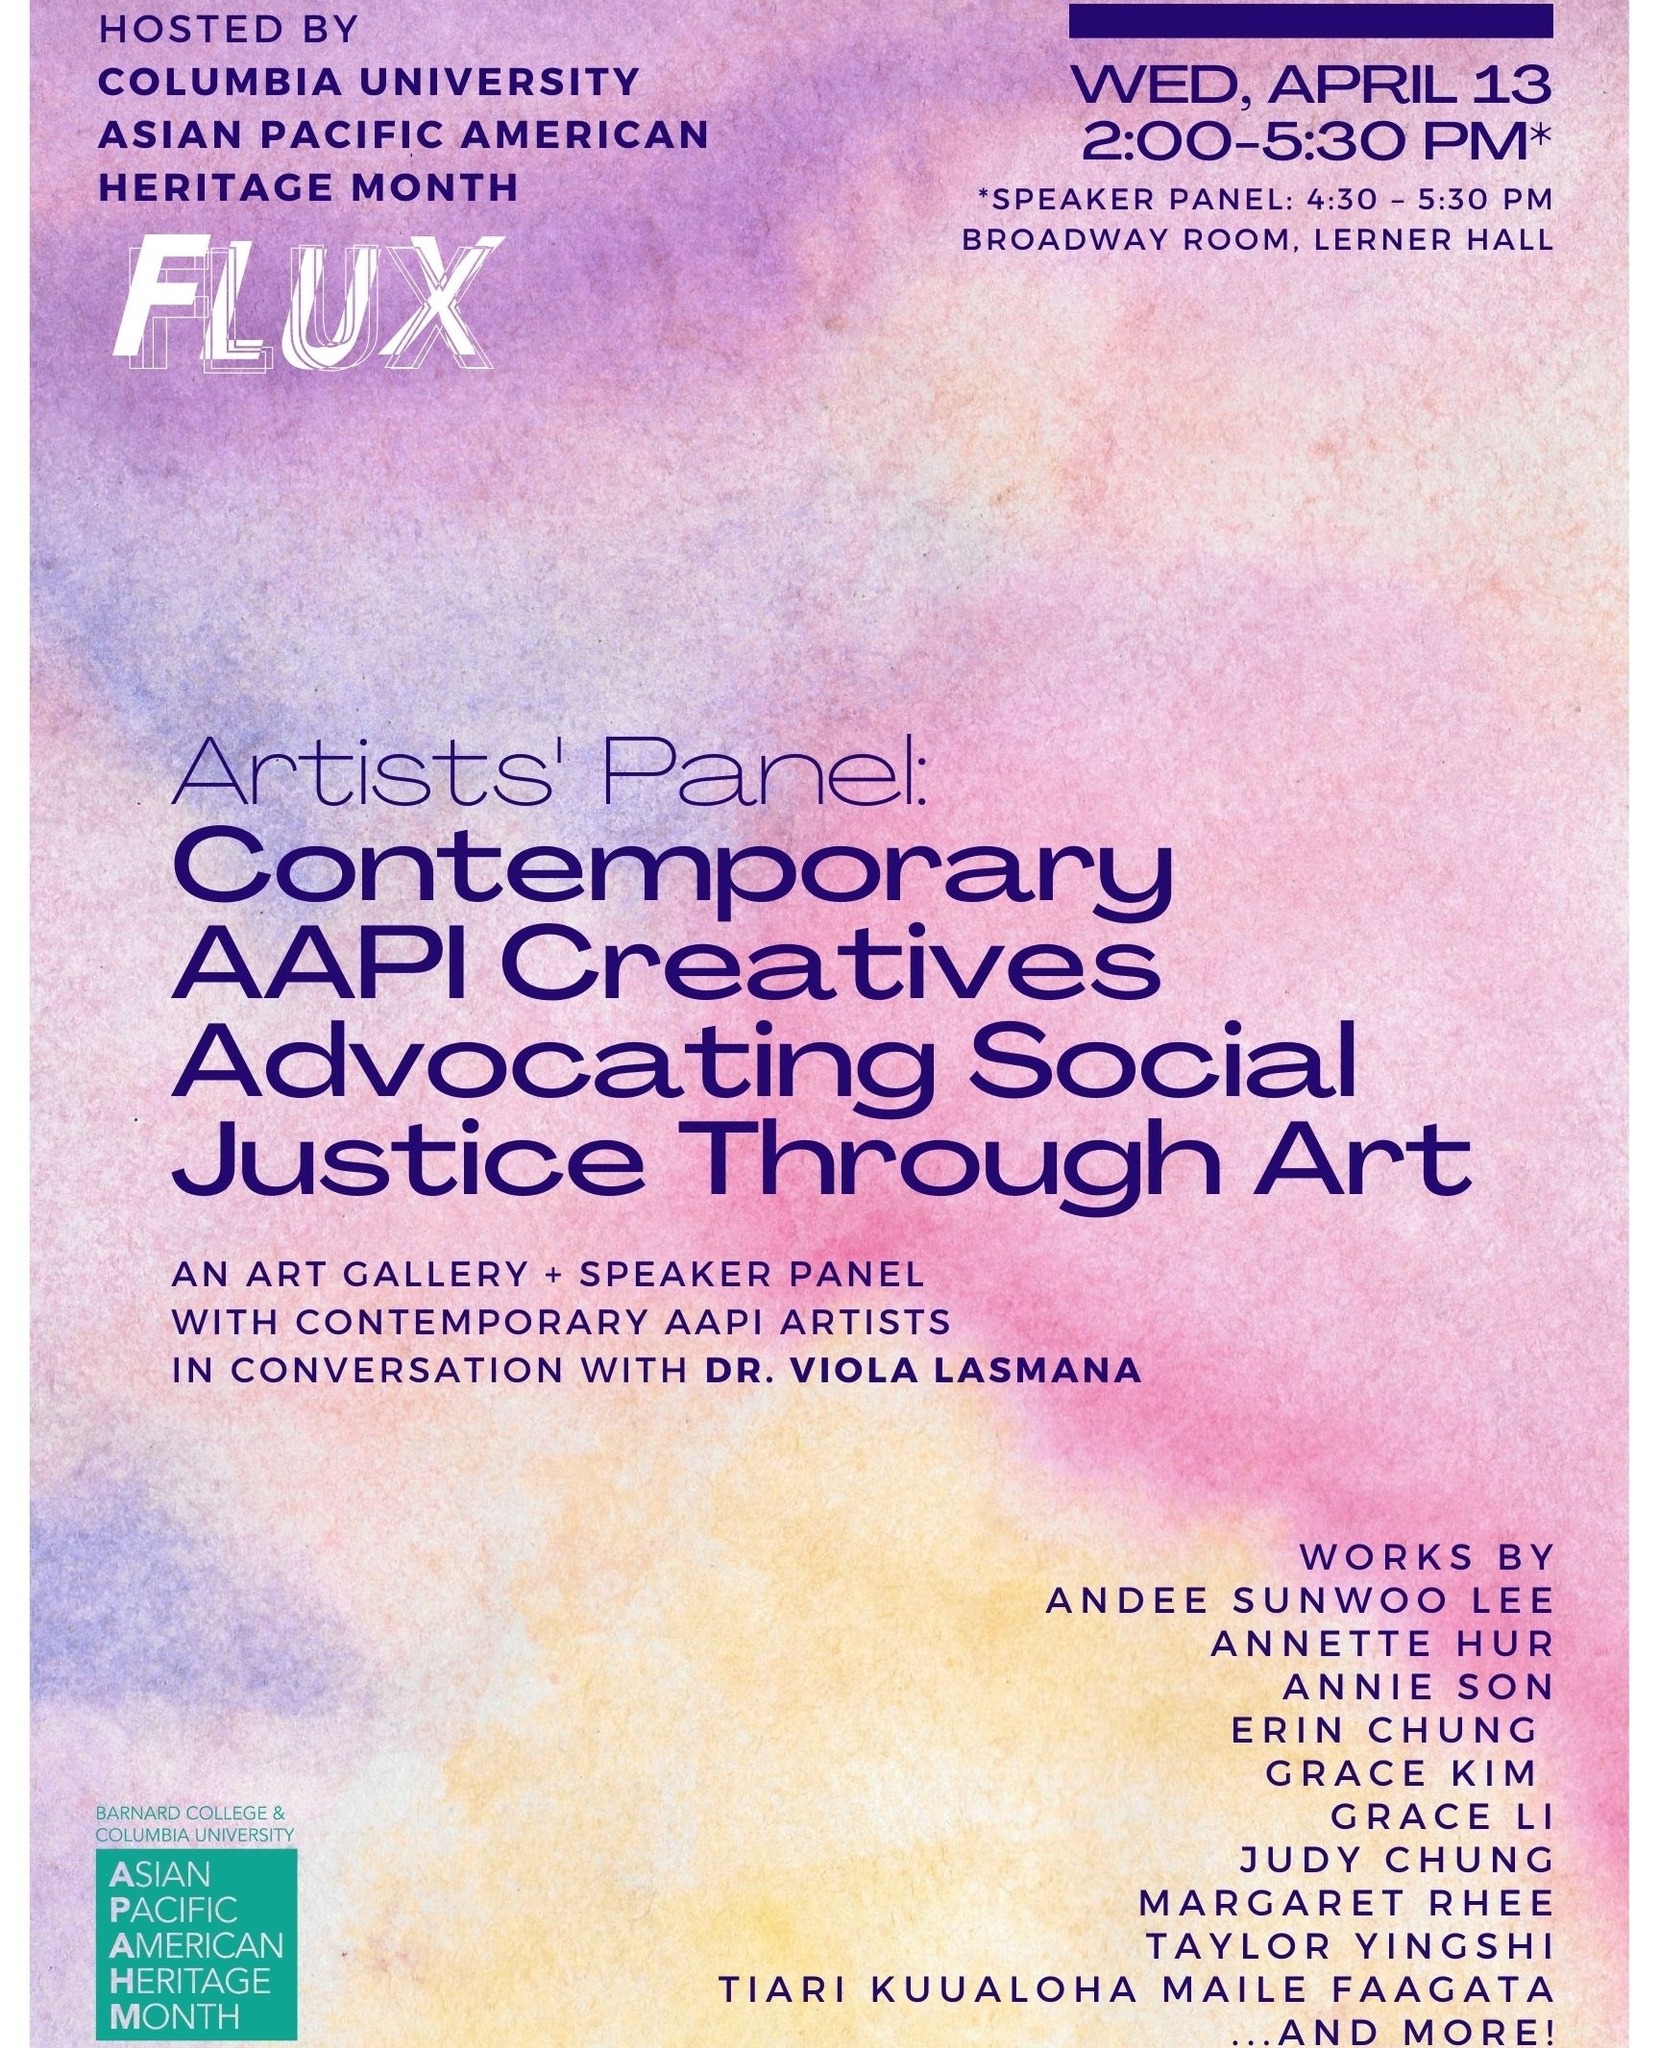 HOSTED BY
COLUMBIA UNIVERSITY
ASIAN PACIFIC AMERICAN
HERITAGE MONTH
FLUX
WED, APRIL 13
2:00-5:30 PM*
*SPEAKER PANEL: 4:30 – 5:30 PM
BROADWAY ROOM, LERNER HALL
Artists' Panel:
Contemporary
AAPI Creatives
Advocating Social
Justice Through Art
AN ART GALLERY + SPEAKER PANEL
WITH CONTEMPORARY AAPI ARTISTS
IN CONVERSATION WITH DR. VIOLA LASMANA
WORKS BY
ANDEE SUNWOO LEE
ANNETTE HUR
ANNIE SON
ERIN CHUNG
GRACE KIM
GRACE LI
JUDY CHUNG
MARGARET RHEE
TAYLOR YINGSHI
TIARI KUUALOHA MAILE FAAGATA
...AND MORE!
BARNARD COLLEGE &
COLUMBIA UNIVERSITY
ASIAN
PACIFIC
AMERICAN
HERITAGE
MONTH